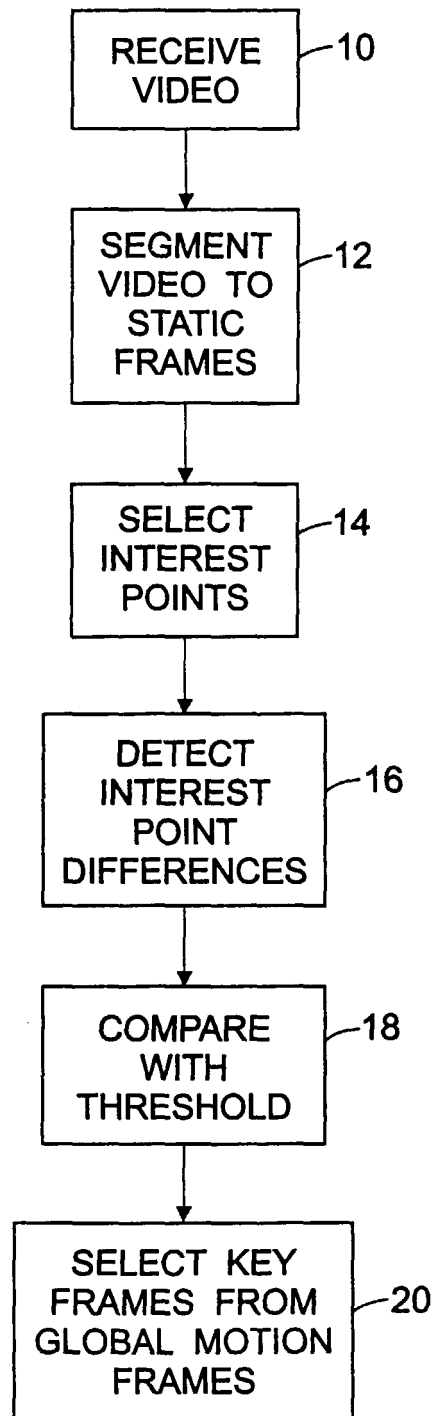 RECEIVE
VIDEO
10
SEGMENT
VIDEO TO
STATIC
FRAMES
12
SELECT
INTEREST
POINTS
14
DETECT
INTEREST
POINT
DIFFERENCES
16
COMPARE
WITH
THRESHOLD
18
SELECT KEY
FRAMES FROM
GLOBAL MOTION
FRAMES
20